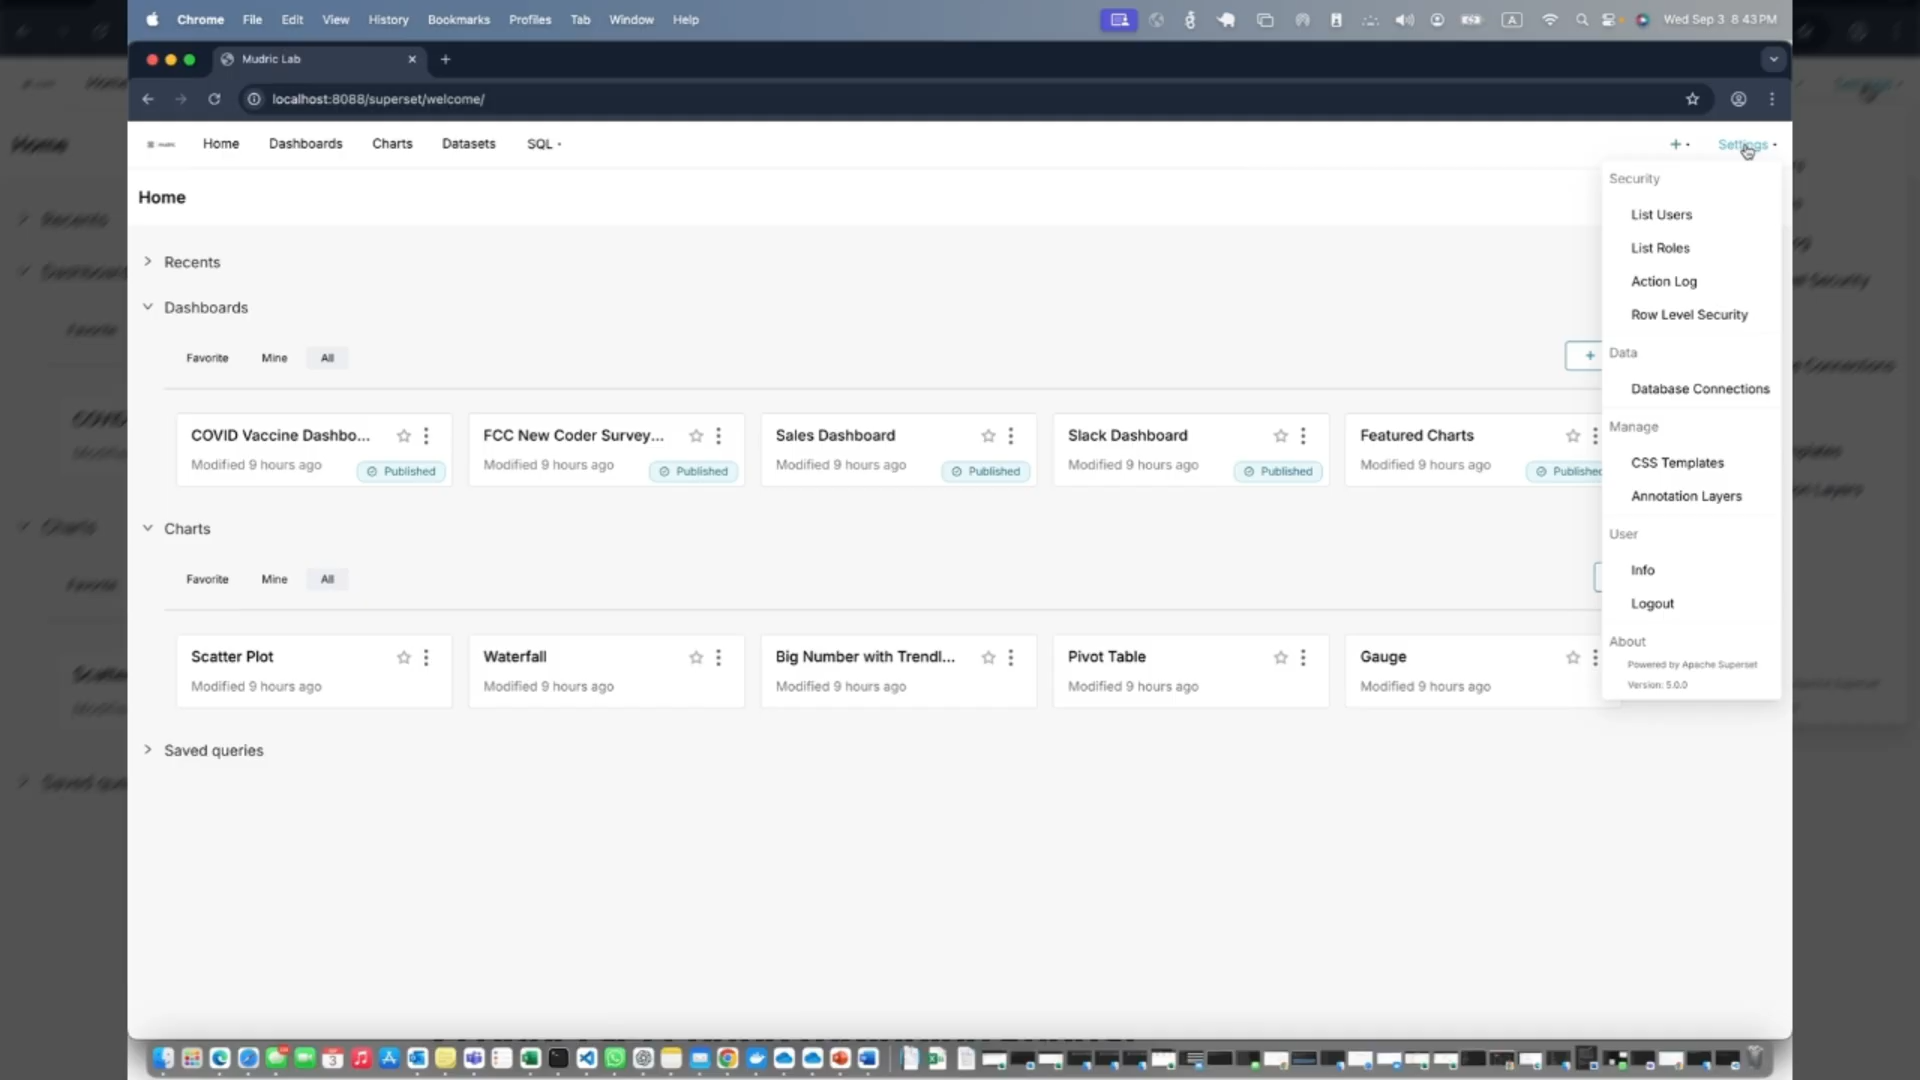 Chrome File Edit View History Bookmarks Profiles Tab Window Help
A Wed Sep 3 8:43 PM
Mudric Lab
localhost:8088/superset/welcome/
Home Dashboards Charts Datasets SQL
+ Settings
Home
Security
List Users
List Roles
Action Log
Row Level Security
Data
Database Connections
Manage
CSS Templates
Annotation Layers
User
Info
Logout
About
Powered by Apache Superset
Version: 5.0.0
Recents
Dashboards
Favorite Mine All
+
COVID Vaccine Dashbo...
Modified 9 hours ago
Published
FCC New Coder Survey...
Modified 9 hours ago
Published
Sales Dashboard
Modified 9 hours ago
Published
Slack Dashboard
Modified 9 hours ago
Published
Featured Charts
Modified 9 hours ago
Published
Charts
Favorite Mine All
Scatter Plot
Modified 9 hours ago
Waterfall
Modified 9 hours ago
Big Number with Trendl...
Modified 9 hours ago
Pivot Table
Modified 9 hours ago
Gauge
Modified 9 hours ago
Saved queries